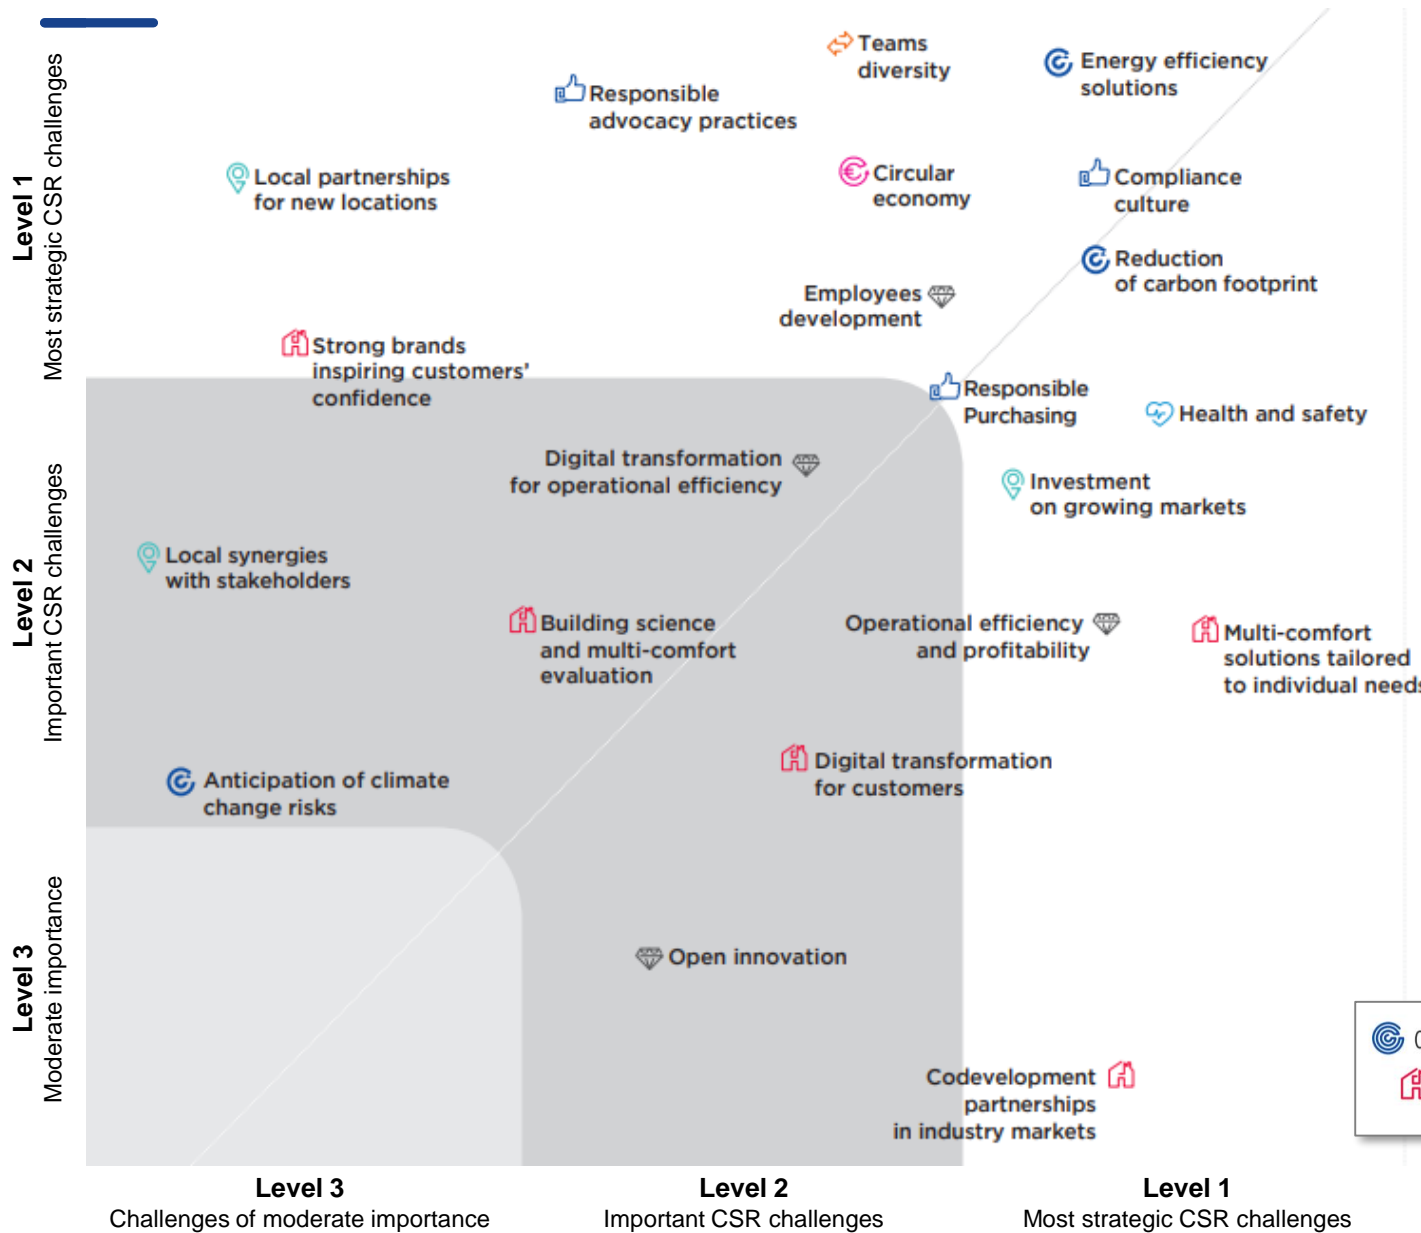 Teams
diversity
Energy efficiency
solutions
Responsible
advocacy practices
Local partnerships
for new locations
Circular
economy
Compliance
culture
Reduction
of carbon footprint
Employees
development
Strong brands
inspiring customers’
confidence
Responsible
Purchasing
Health and safety
Digital transformation
for operational efficiency
Investment
on growing markets
Local synergies
with stakeholders
Building science
and multi-comfort
evaluation
Operational efficiency
and profitability
Multi-comfort
solutions tailored
to individual needs
Digital transformation
for customers
Anticipation of climate
change risks
Open innovation
Codevelopment
partnerships
in industry markets
Level 1
Most strategic CSR challenges
Level 2
Important CSR challenges
Level 3
Moderate importance
Level 3
Challenges of moderate importance
Level 2
Important CSR challenges
Level 1
Most strategic CSR challenges